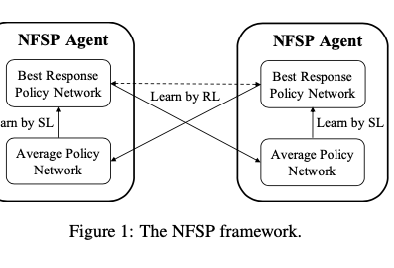 NFSP Agent
Best Response
Policy Network
arn by SL
Average Policy
Network
Learn by RL
NFSP Agent
Best Response
Policy Network
Learn by SL
Average Policy
Network
Figure 1: The NFSP framework.